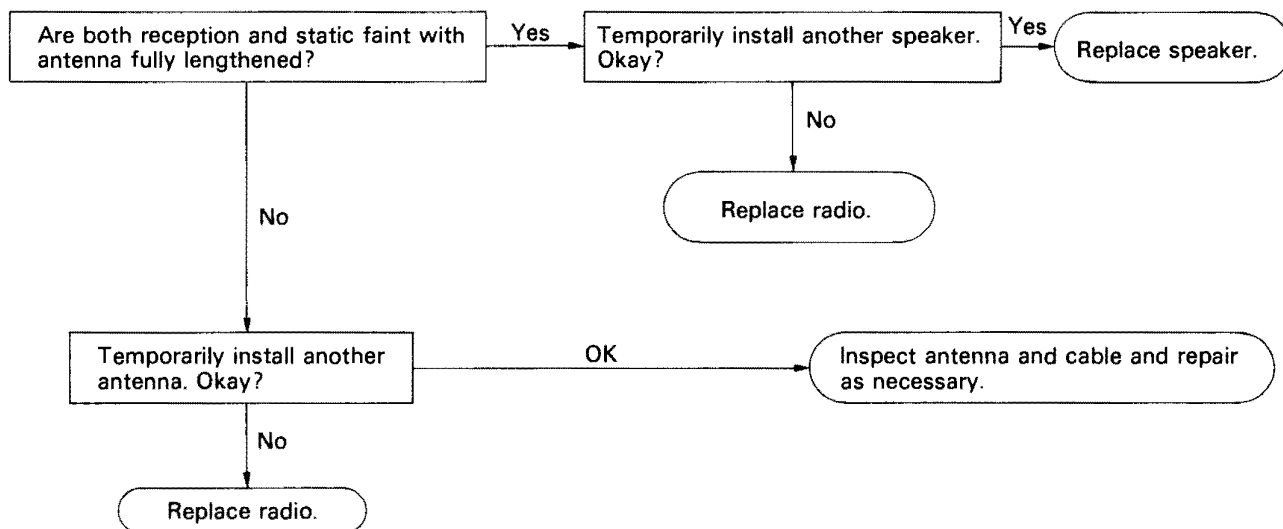 Are both reception and static faint with
antenna fully lengthened?
Yes
Temporarily install another speaker.
Okay?
Yes
Replace speaker.
No
Replace radio.
No
Temporarily install another
antenna. Okay?
OK
Inspect antenna and cable and repair
as necessary.
No
Replace radio.